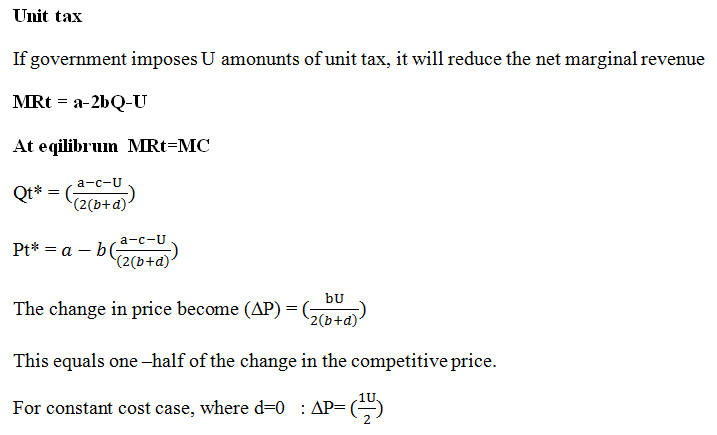 Unit tax
If government imposes U amonunts of unit tax, it will reduce the net marginal revenue
MRt = a-2bQ-U
At eqilibrum MRt=MC
Qt* = (\frac{a-c-U}{(2(b+d)})
Pt* = a - b(\frac{a-c-U}{(2(b+d)})
The change in price become (ΔP) = (\frac{bU}{2(b+d)})
This equals one –half of the change in the competitive price.
For constant cost case, where d=0 : ΔP= (\frac{1U}{2})